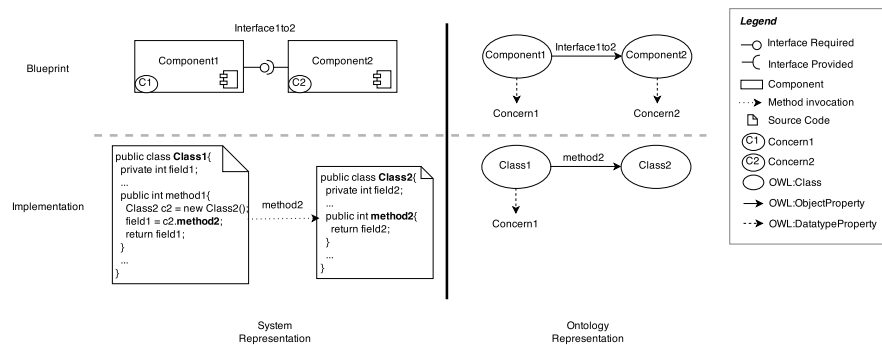 Interface1to2
Blueprint
Component1
C1
Component2
C2
Component1
Interface1to2
Component2
Concern1
Concern2
Implementation
public class Class1{
private int field1;
...
public int method1{
Class2 c2 = new Class2();
field1 = c2.method2;
return field1;
}
...
}
method2
public class Class2{
private int field2;
...
public int method2{
return field2;
}
...
}
Class1
method2
Class2
Concern1
System
Representation
Ontology
Representation
Legend
Interface Required
Interface Provided
Component
Method invocation
Source Code
C1 Concern1
C2 Concern2
OWL:Class
OWL:ObjectProperty
OWL:DatatypeProperty